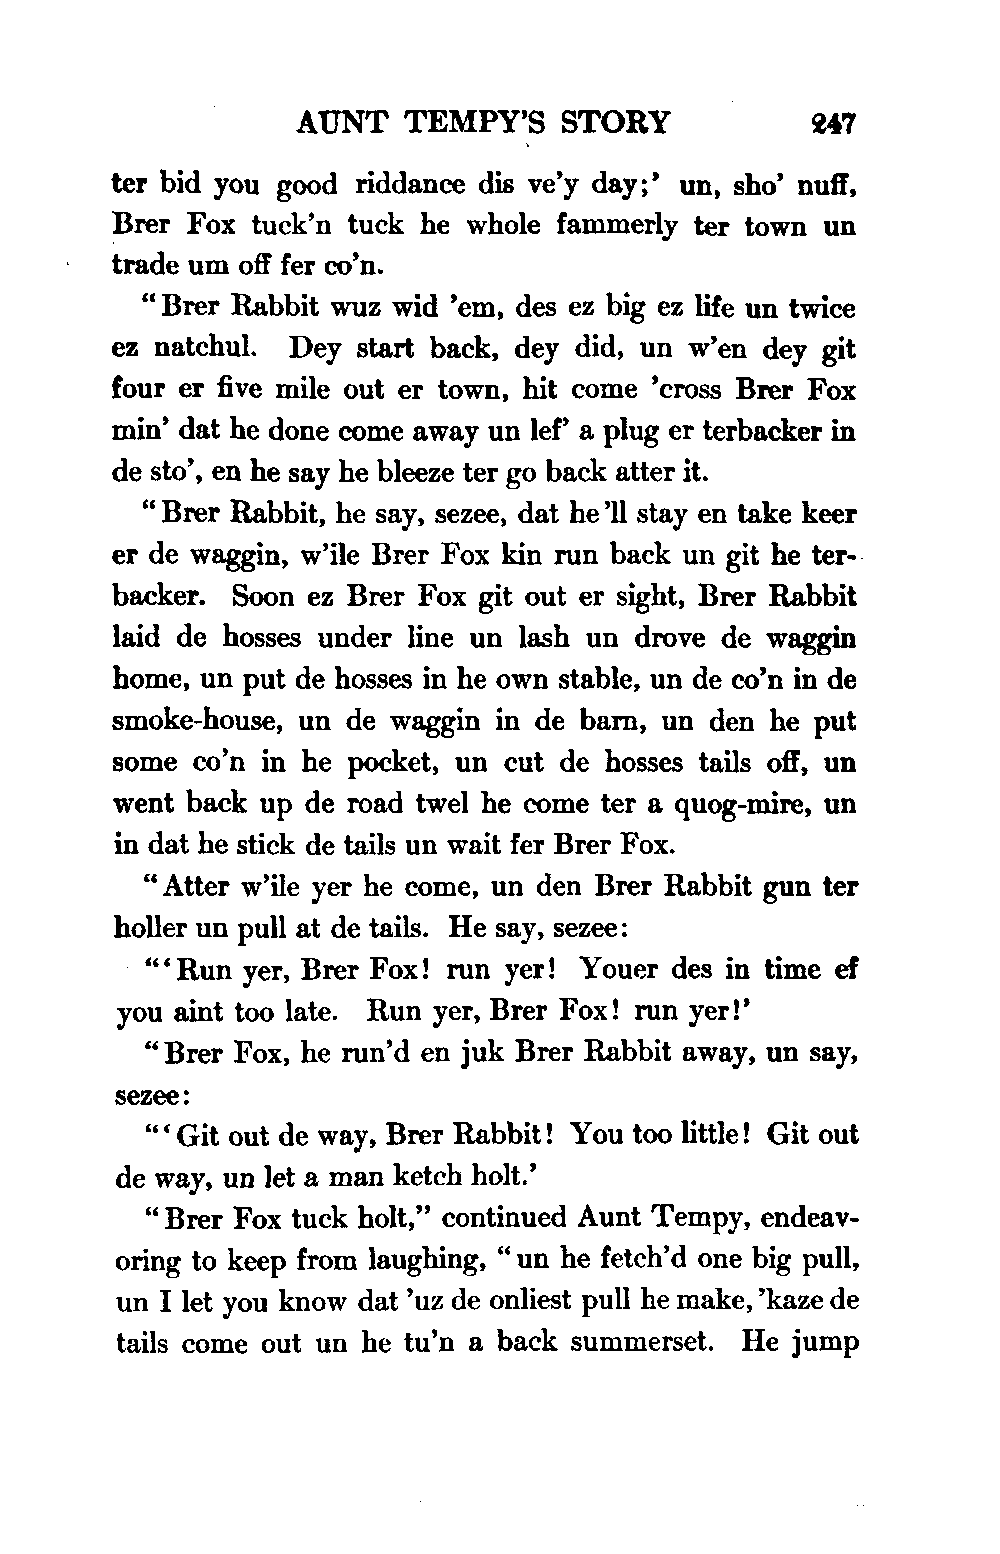 AUNT TEMPY'S STORY 247
ter bid you good riddance dis ve'y day;' un, sho' nuff,
Brer Fox tuck'n tuck he whole fammerly ter town un
trade um off fer co'n.
“Brer Rabbit wuz wid 'em, des ez big ez life un twice
ez natchul. Dey start back, dey did, un w'en dey git
four er five mile out er town, hit come 'cross Brer Fox
min' dat he done come away un lef' a plug er terbacker in
de sto', en he say he bleeze ter go back atter it.
“Brer Rabbit, he say, sezee, dat he'll stay en take keer
er de waggin, w'ile Brer Fox kin run back un git he ter-
backer. Soon ez Brer Fox git out er sight, Brer Rabbit
laid de hosses under line un lash un drove de waggin
home, un put de hosses in he own stable, un de co'n in de
smoke-house, un de waggin in de barn, un den he put
some co'n in he pocket, un cut de hosses tails off, un
went back up de road twel he come ter a quog-mire, un
in dat he stick de tails un wait fer Brer Fox.
“Atter w'ile yer he come, un den Brer Rabbit gun ter
holler un pull at de tails. He say, sezee:
“‘Run yer, Brer Fox! run yer! Youer des in time ef
you aint too late. Run yer, Brer Fox! run yer!’
“Brer Fox, he run'd en juk Brer Rabbit away, un say,
sezee:
“‘Git out de way, Brer Rabbit! You too little! Git out
de way, un let a man ketch holt.’
“Brer Fox tuck holt,” continued Aunt Tempy, endeav-
oring to keep from laughing, “un he fetch'd one big pull,
un I let you know dat 'uz de onliest pull he make, 'kaze de
tails come out un he tu'n a back summerset. He jump